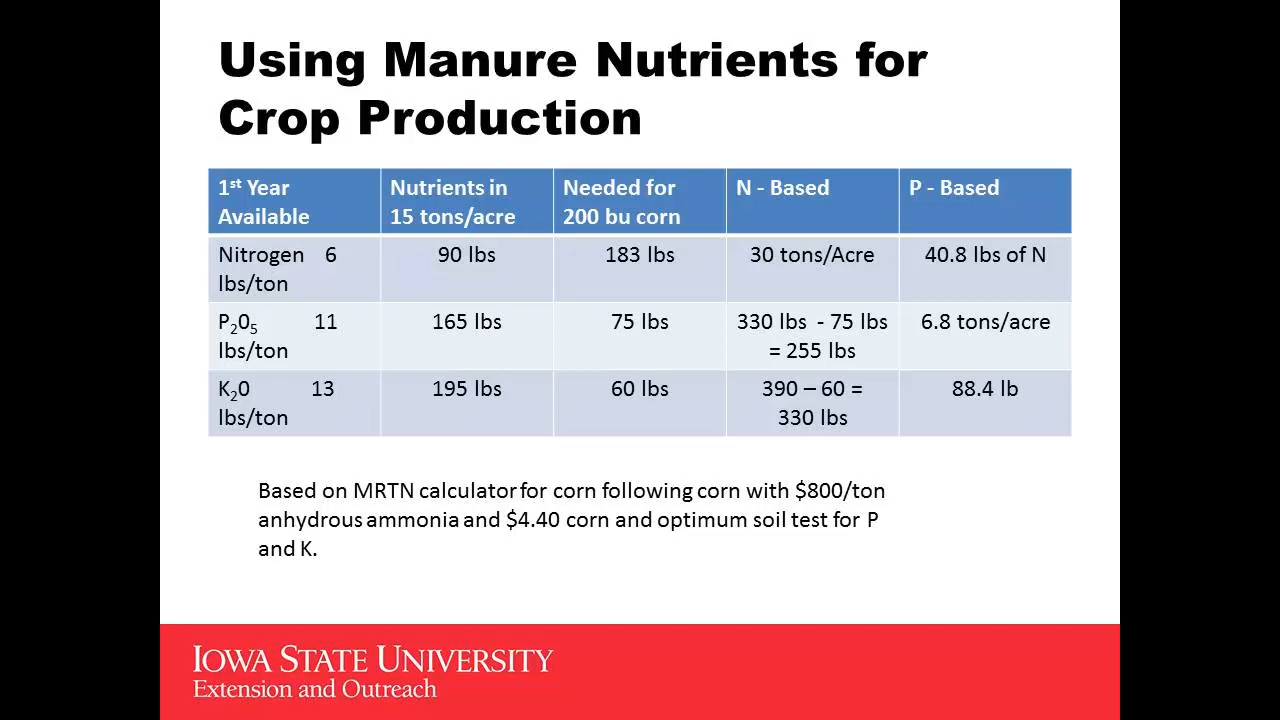 Using Manure Nutrients for
Crop Production
1st Year
Available
Nutrients in
15 tons/acre
Needed for
200 bu corn
N - Based
P - Based
Nitrogen 6
lbs/ton
90 lbs
183 lbs
30 tons/Acre
40.8 lbs of N
P205 11
lbs/ton
165 lbs
75 lbs
330 lbs - 75 lbs
= 255 lbs
6.8 tons/acre
K20 13
lbs/ton
195 lbs
60 lbs
390 – 60 =
330 lbs
88.4 lb
Based on MRTN calculator for corn following corn with $800/ton
anhydrous ammonia and $4.40 corn and optimum soil test for P
and K.
IOWA STATE UNIVERSITY
Extension and Outreach